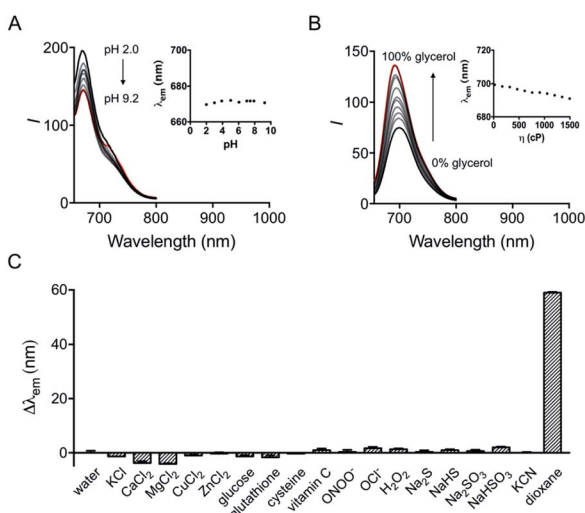 A
200
100
0
I
pH 2.0
pH 9.2
700
800
900
1000
Wavelength (nm)
700
680
660
λem (nm)
0 2 4 6 8 10
pH
B
150
100
50
0
I
100% glycerol
0% glycerol
700
800
900
1000
Wavelength (nm)
720
700
680
λem (nm)
0 500 1000 1500
η (cP)
C
60
40
20
0
Δλem (nm)
water
KCl
CaCl2
MgCl2
CuCl2
ZnCl2
glucose
glutathione
cysteine
vitamin C
ONOO-
OCl-
H2O2
Na2S
NaHS
Na2SO3
NaHSO3
KCN
dioxane